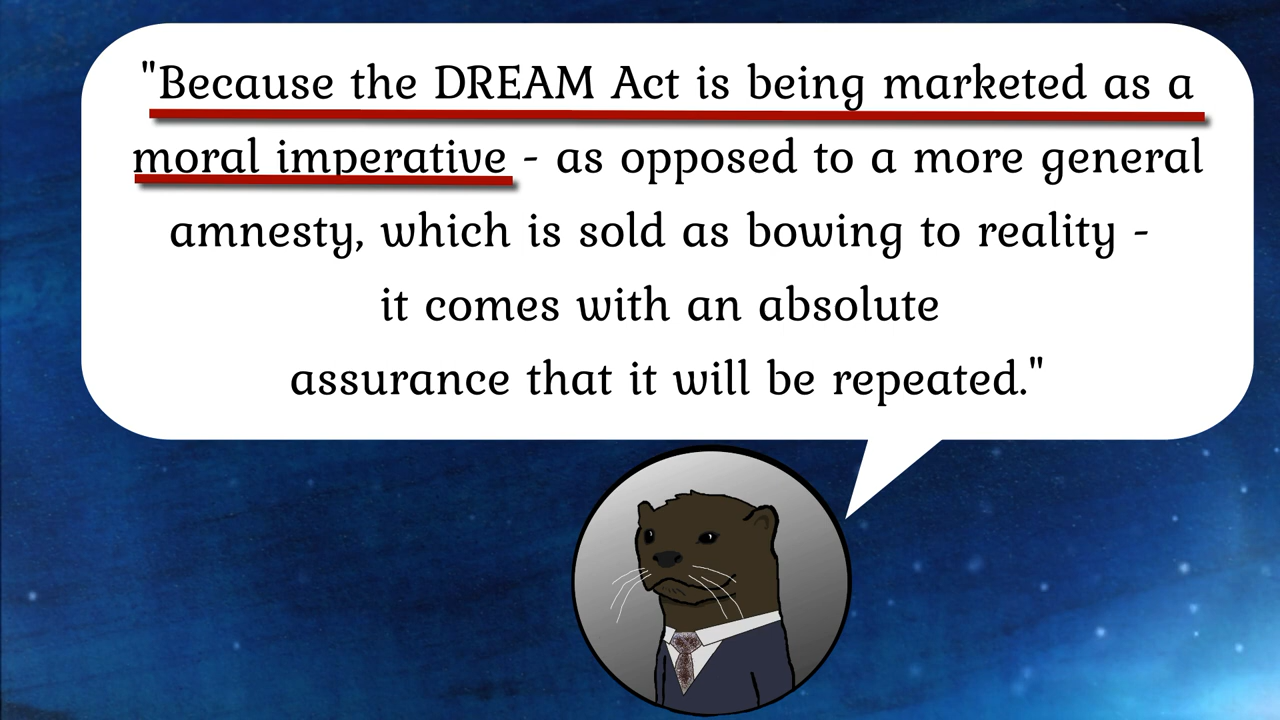 "Because the DREAM Act is being marketed as a
moral imperative - as opposed to a more general
amnesty, which is sold as bowing to reality -
it comes with an absolute
assurance that it will be repeated."